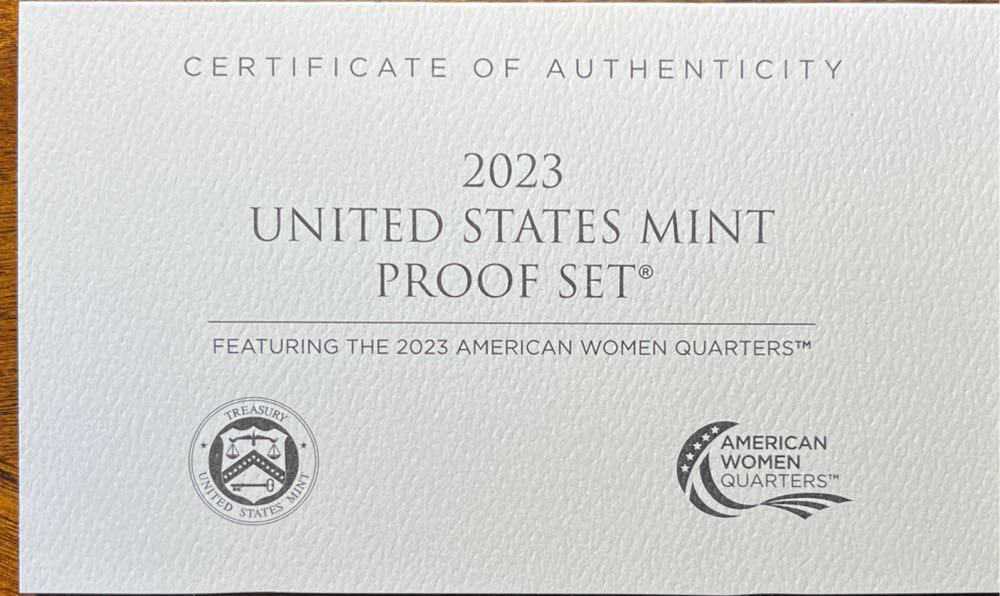 CERTIFICATE OF AUTHENTICITY
2023
UNITED STATES MINT
PROOF SET®
FEATURING THE 2023 AMERICAN WOMEN QUARTERS™
TREASURY
UNITED STATES MINT
AMERICAN
WOMEN
QUARTERS™